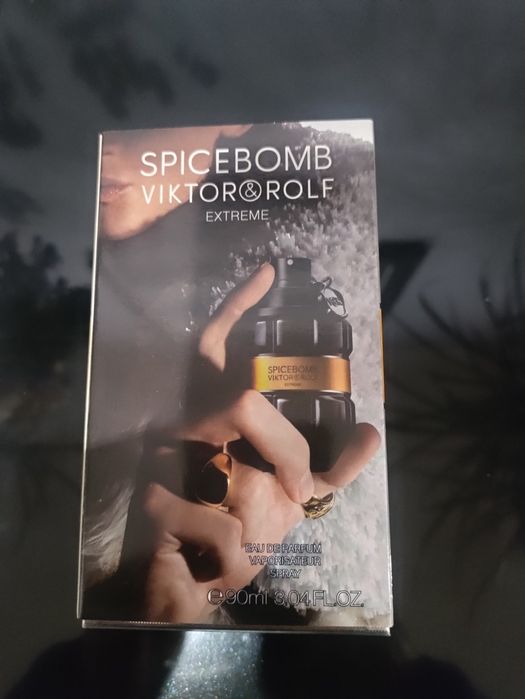 SPICEBOMB
VIKTOR&ROLF
EXTREME
SPICEBOMB
VIKTOR&ROLF
EXTREME
EAU DE PARFUM
VAPORISATEUR
SPRAY
℮90ml 3.04FL.OZ.